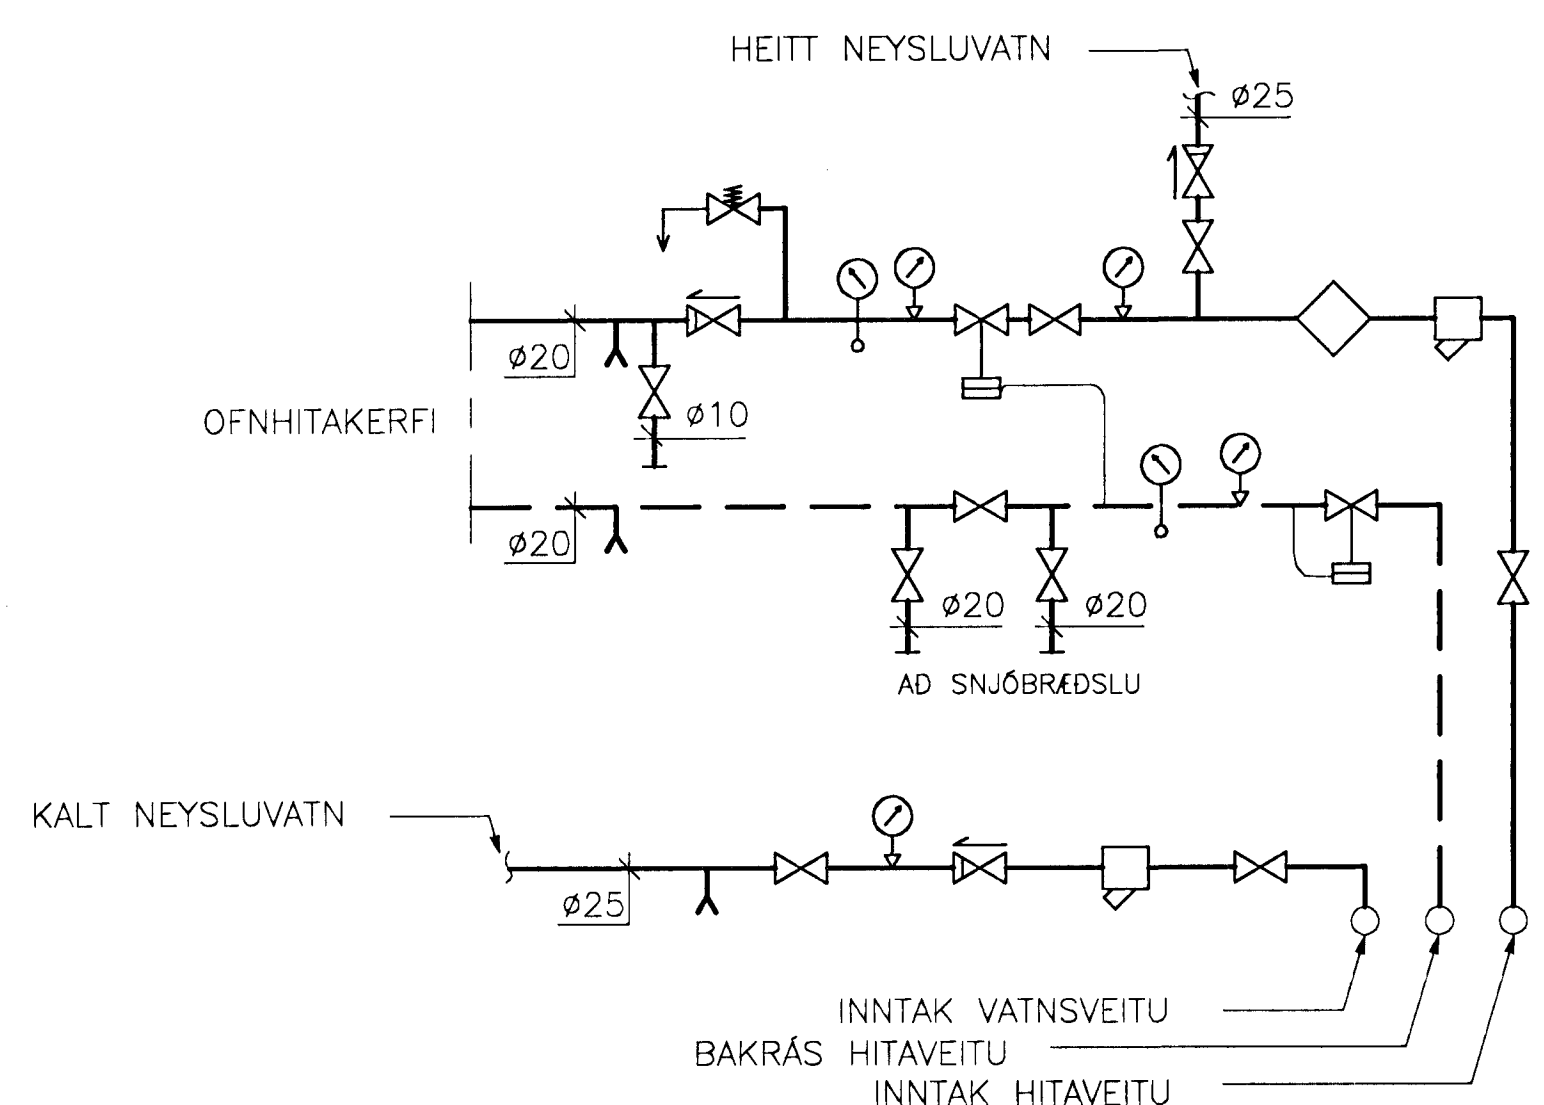 HEITT NEYSLUVATN
ø25
ø20
ø10
OFNHITAKERFI
ø20
ø20
ø20
AÐ SNJÓBRÆÐSLU
KALT NEYSLUVATN
ø25
INNTAK VATNSVEITU
BAKRÁS HITAVEITU
INNTAK HITAVEITU